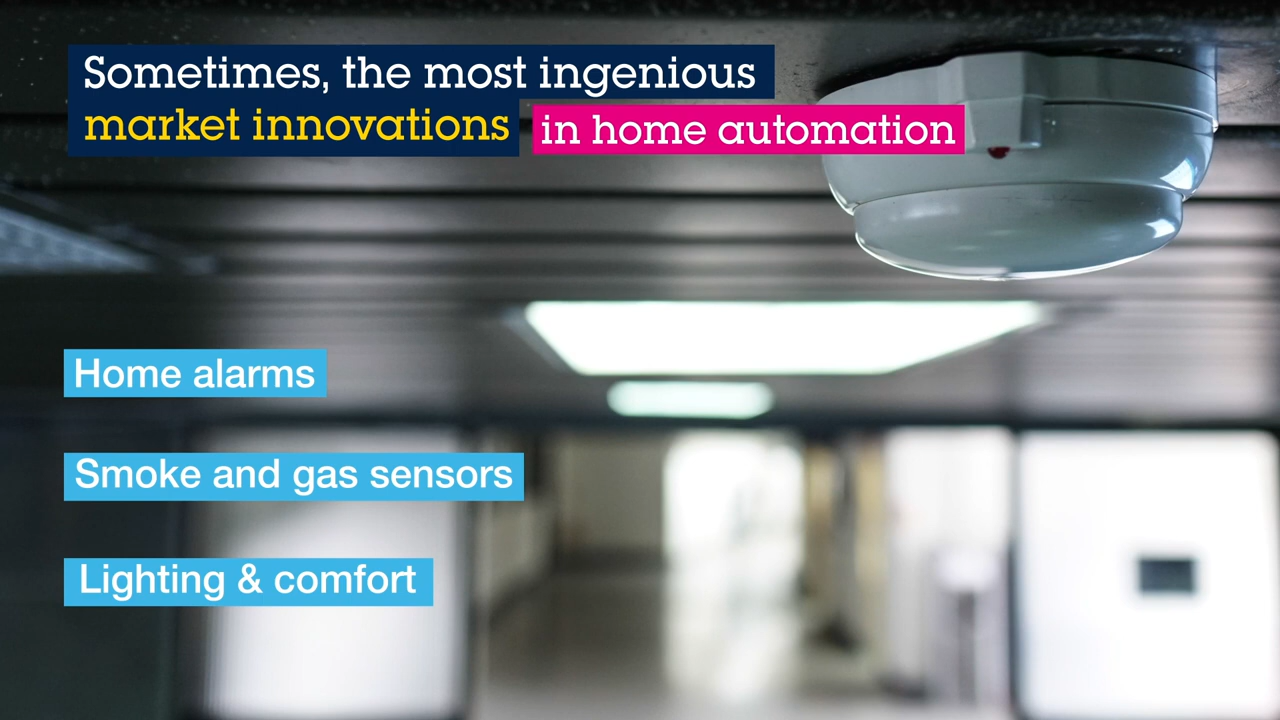 Sometimes, the most ingenious
market innovations in home automation
Home alarms
Smoke and gas sensors
Lighting & comfort